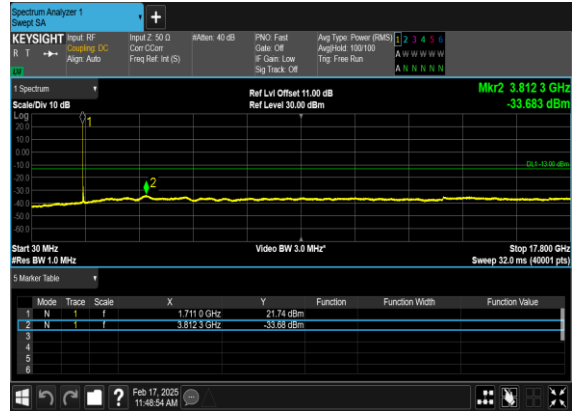 Spectrum Analyzer 1
Swept SA
+
KEYSIGHT Input: RF Input Z: 50 Ω #Atten: 40 dB PNO: Fast Avg Type: Power (RMS) 1 2 3 4 5 6
R T Coupling: DC Corr CCorr Gate: Off Avg|Hold: 100/100 A W W W W W
Align: Auto Freq Ref: Int (S) IF Gain: Low Trig: Free Run
Sig Track: Off A N N N N N
1 Spectrum Ref Lvl Offset 11.00 dB Mkr2 3.812 3 GHz
Scale/Div 10 dB Ref Level 30.00 dBm -33.683 dBm
Log
1
20.0
10.0
0.00
-10.0 DL1 -13.00 dBm
-20.0
-30.0 2
-40.0
-50.0
-60.0
Start 30 MHz Video BW 3.0 MHz* Stop 17.800 GHz
#Res BW 1.0 MHz Sweep 32.0 ms (40001 pts)
5 Marker Table
Mode Trace Scale X Y Function Function Width Function Value
1 N 1 f 1.711 0 GHz 21.74 dBm
2 N 1 f 3.812 3 GHz -33.68 dBm
3
4
5
6
? Feb 17, 2025
11:48:54 AM